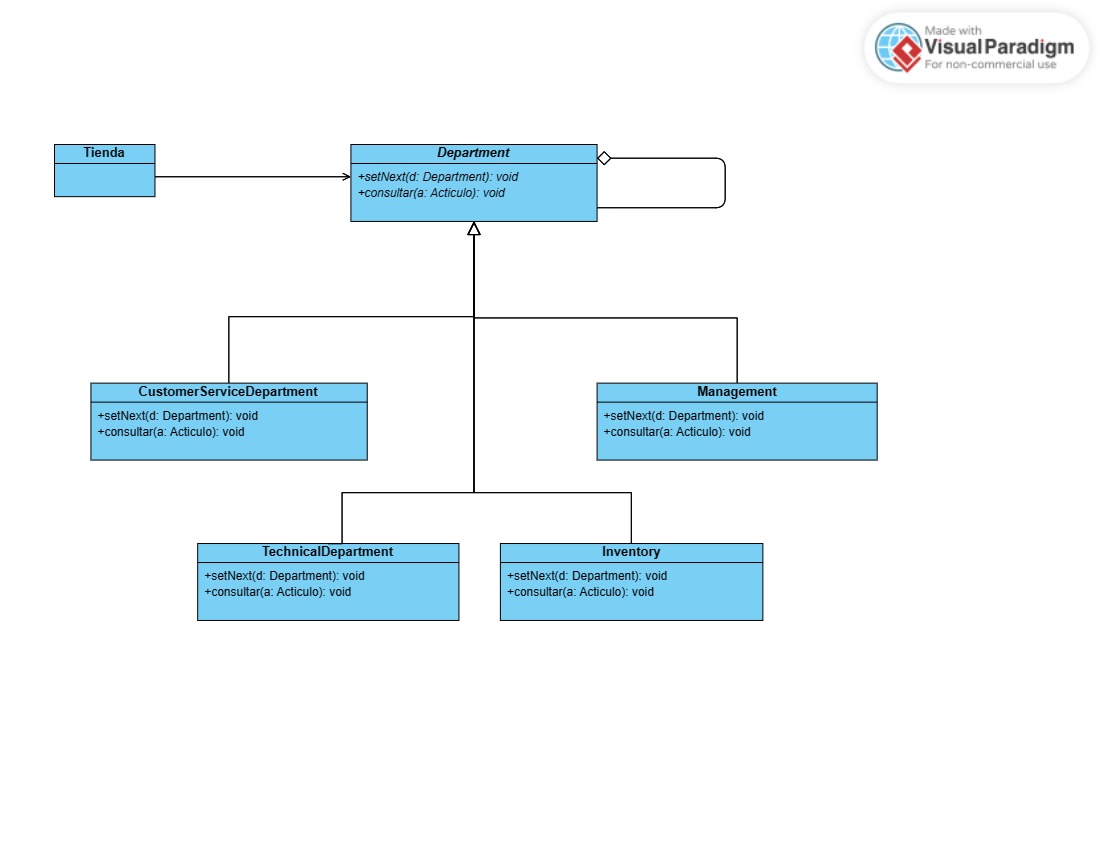 Made with
Visual Paradigm
For non-commercial use
Tienda
Department
+setNext(d: Department): void
+consultar(a: Acticulo): void
CustomerServiceDepartment
+setNext(d: Department): void
+consultar(a: Acticulo): void
Management
+setNext(d: Department): void
+consultar(a: Acticulo): void
TechnicalDepartment
+setNext(d: Department): void
+consultar(a: Acticulo): void
Inventory
+setNext(d: Department): void
+consultar(a: Acticulo): void